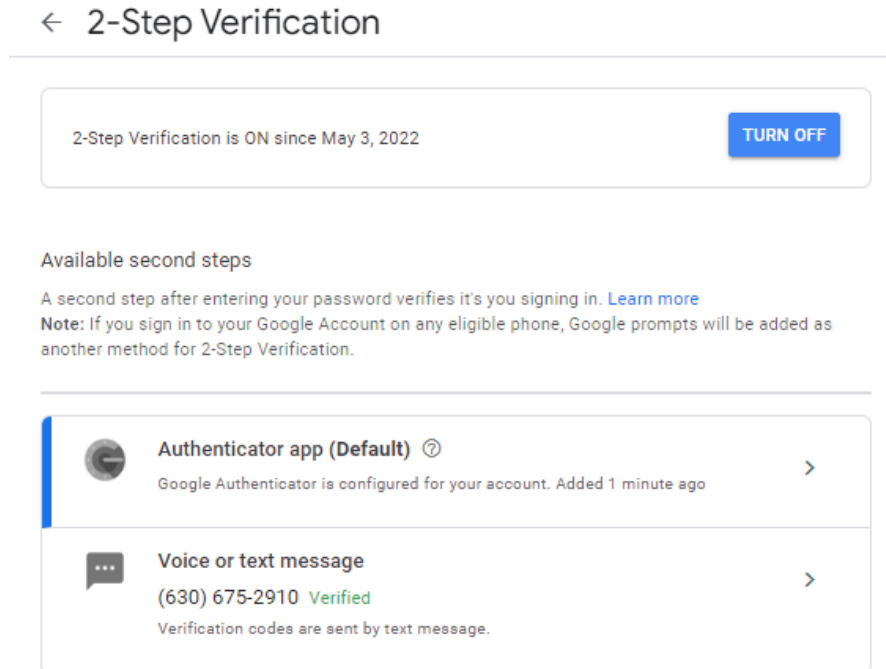 2-Step Verification
2-Step Verification is ON since May 3, 2022
TURN OFF
Available second steps
A second step after entering your password verifies it's you signing in. Learn more
Note: If you sign in to your Google Account on any eligible phone, Google prompts will be added as
another method for 2-Step Verification.
Authenticator app (Default)
Google Authenticator is configured for your account. Added 1 minute ago
Voice or text message
(630) 675-2910 Verified
Verification codes are sent by text message.